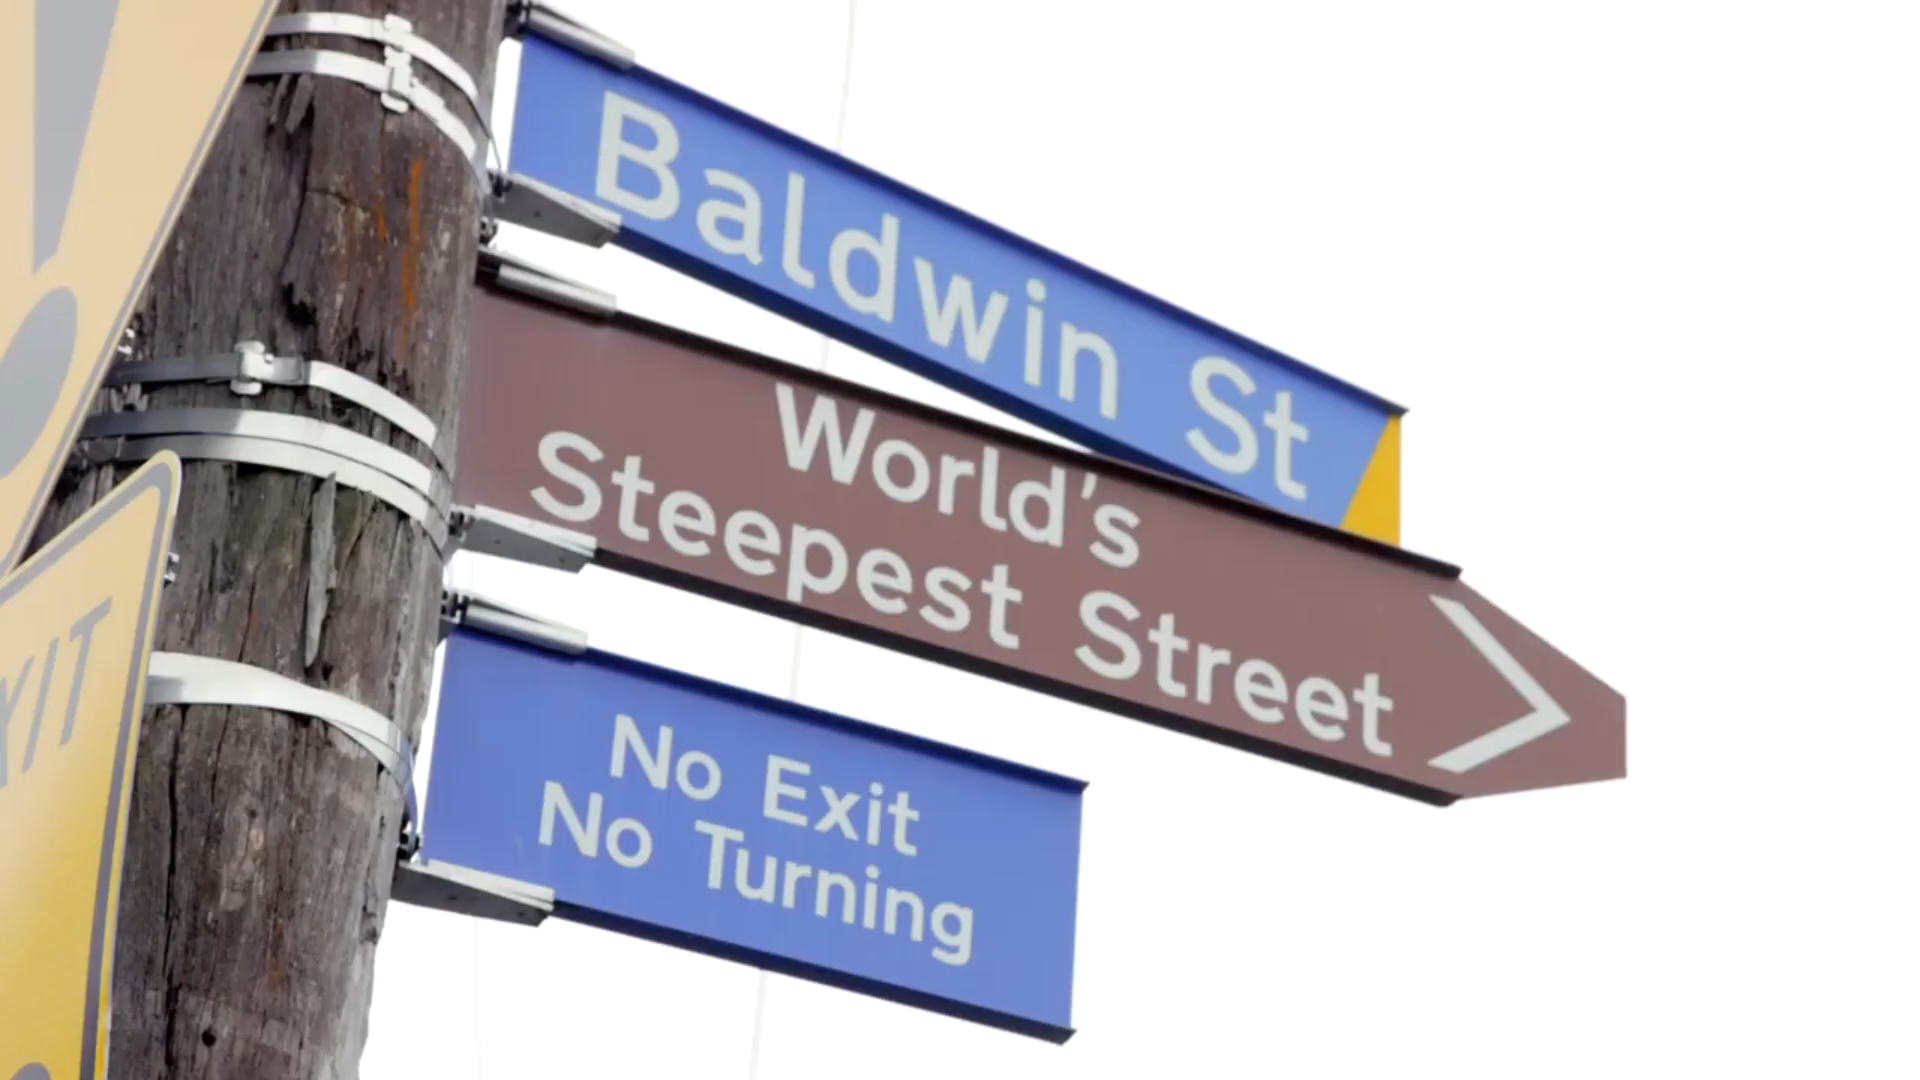 Baldwin St
World's
Steepest Street
No Exit
No Turning